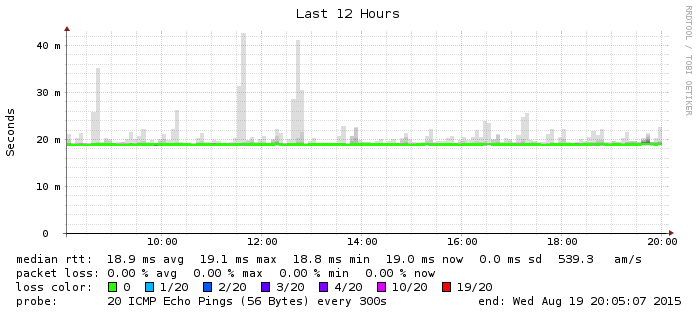 Last 12 Hours
RRDTOOL / TOBI OETIKER
Seconds
40 m
30 m
20 m
10 m
0
10:00 12:00 14:00 16:00 18:00 20:00
median rtt: 18.9 ms avg 19.1 ms max 18.8 ms min 19.0 ms now 0.0 ms sd 539.3 am/s
packet loss: 0.00 % avg 0.00 % max 0.00 % min 0.00 % now
loss color: 0 1/20 2/20 3/20 4/20 10/20 19/20
probe: 20 ICMP Echo Pings (56 Bytes) every 300s end: Wed Aug 19 20:05:07 2015